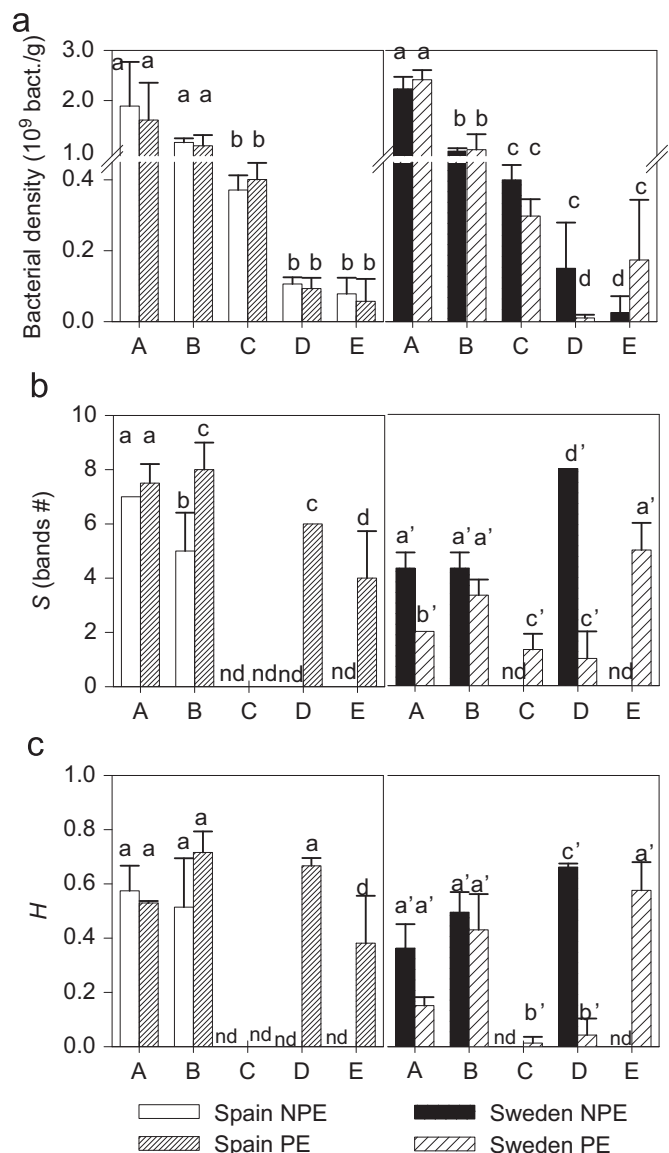 a
Bacterial density (10⁹ bact./g)
3.0
2.0
1.0
0.4
0.2
0.0
a a
a a
b b
b b
b b
a a
b b
c c
c
d
d
c
A B C D E
A B C D E
b
S (bands #)
10
8
6
4
2
0
a a
b
c
nd nd
nd
c
nd
d
a’
b’
a’a’
nd
c’
d’
c’
nd
a’
A B C D E
A B C D E
c
H
1.0
0.8
0.6
0.4
0.2
0.0
a a
a
a
nd nd
nd
a
nd
d
a’a’
a’a’
nd
b’
c’
b’
nd
a’
A B C D E
A B C D E
Spain NPE
Sweden NPE
Spain PE
Sweden PE